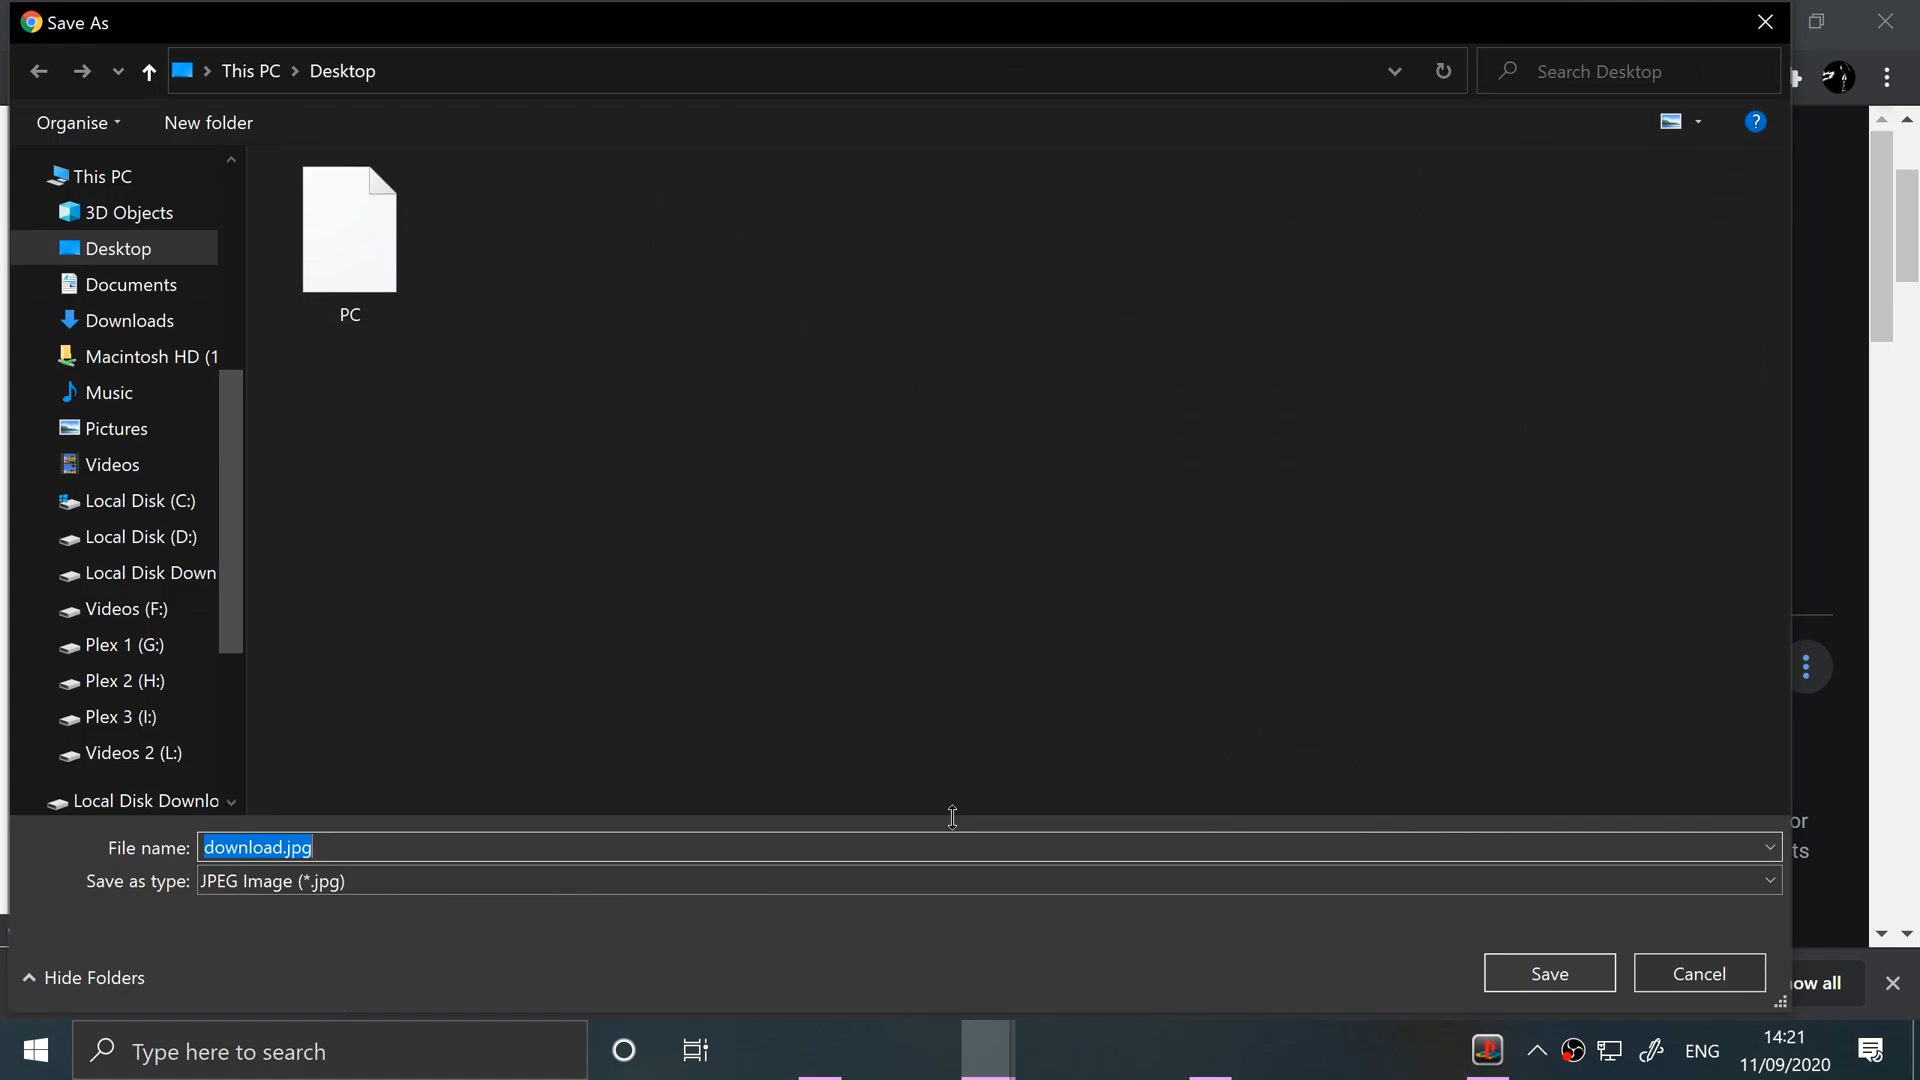 Save As
This PC
Desktop
Search Desktop
Organise
New folder
?
This PC
3D Objects
Desktop
Documents
Downloads
Macintosh HD (1
Music
Pictures
Videos
Local Disk (C:)
Local Disk (D:)
Local Disk Down
Videos (F:)
Plex 1 (G:)
Plex 2 (H:)
Plex 3 (I:)
Videos 2 (L:)
Local Disk Downlo
PC
or
ts
File name: download.jpg
Save as type: JPEG Image (*.jpg)
Hide Folders
Save
Cancel
ow all
Type here to search
ENG
14:21
11/09/2020